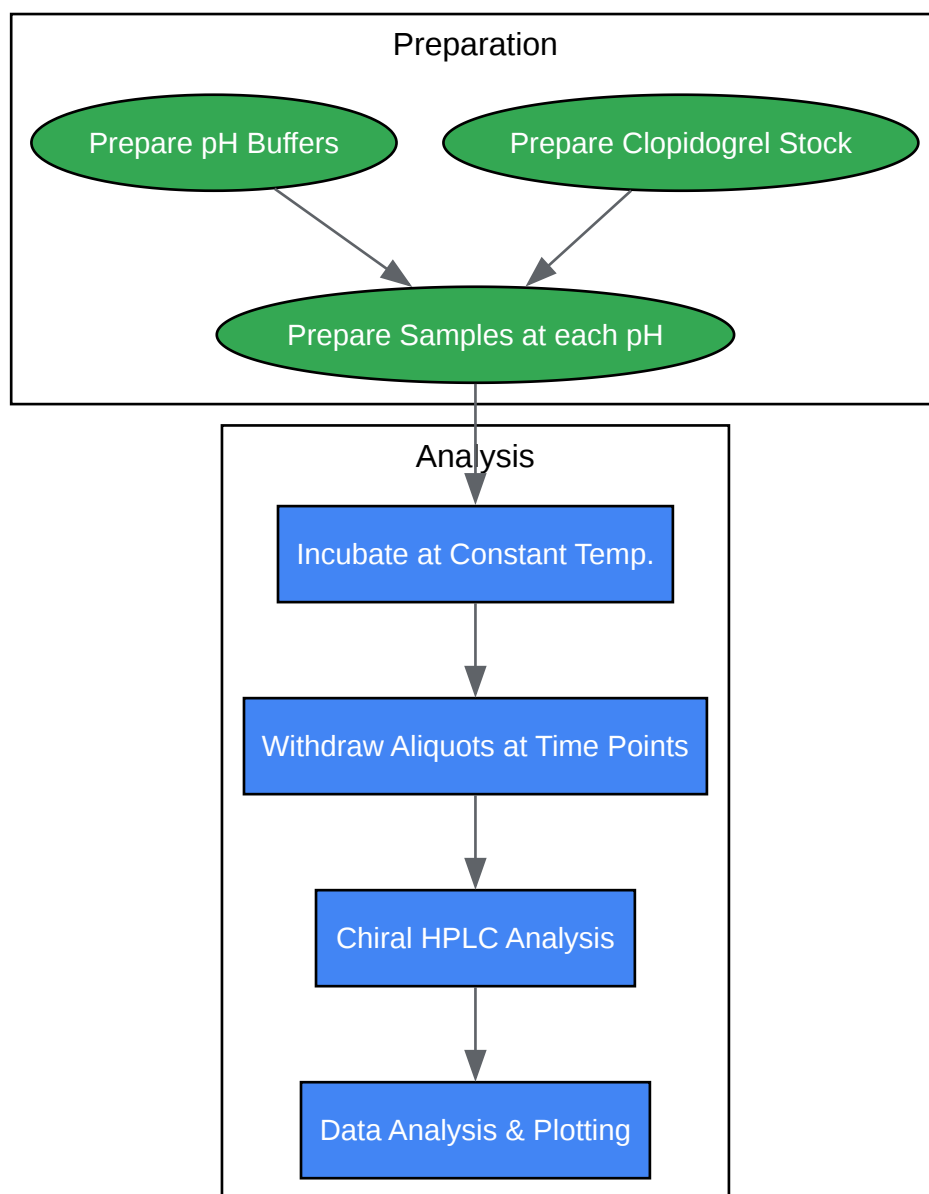 Preparation
Prepare pH Buffers
Prepare Clopidogrel Stock
Prepare Samples at each pH
Analysis
Incubate at Constant Temp.
Withdraw Aliquots at Time Points
Chiral HPLC Analysis
Data Analysis & Plotting